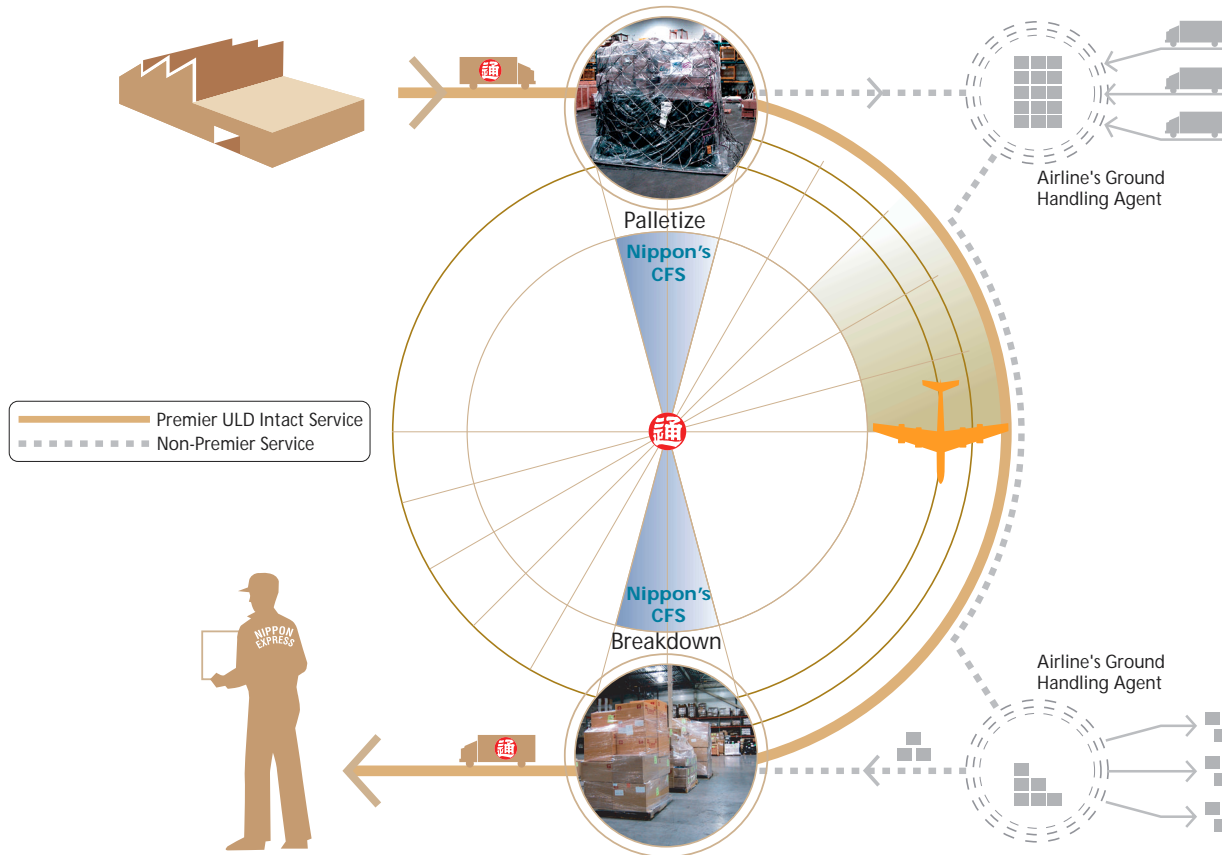 通
Airline's Ground
Handling Agent
Palletize
Nippon's
CFS
通
Premier ULD Intact Service
Non-Premier Service
Nippon's
CFS
Breakdown
NIPPON
EXPRESS
Airline's Ground
Handling Agent
通